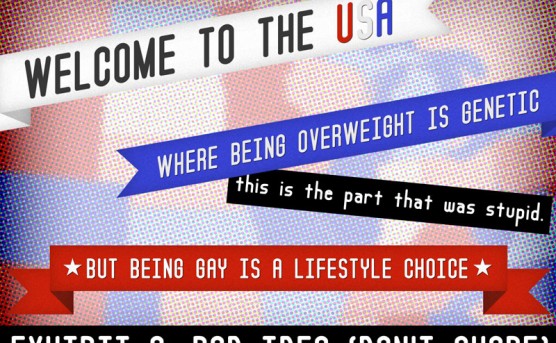 WELCOME TO THE USA
WHERE BEING OVERWEIGHT IS GENETIC
this is the part that was stupid.
★BUT BEING GAY IS A LIFESTYLE CHOICE★